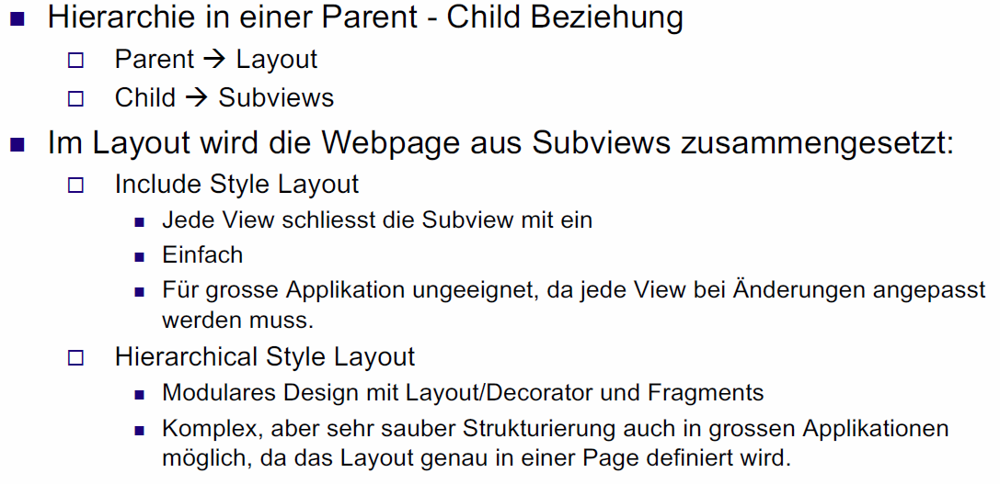 Hierarchie in einer Parent - Child Beziehung
Parent → Layout
Child → Subviews
Im Layout wird die Webpage aus Subviews zusammengesetzt:
Include Style Layout
Jede View schliesst die Subview mit ein
Einfach
Für grosse Applikation ungeeignet, da jede View bei Änderungen angepasst
werden muss.
Hierarchical Style Layout
Modulares Design mit Layout/Decorator und Fragments
Komplex, aber sehr sauber Strukturierung auch in grossen Applikationen
möglich, da das Layout genau in einer Page definiert wird.